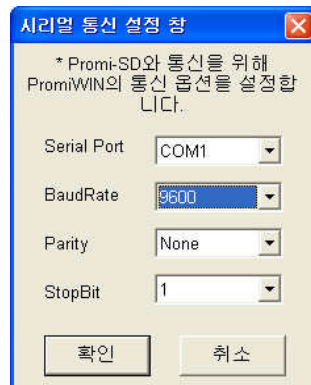 시리얼 통신 설정 창
* Promi-SD와 통신을 위해
PromiWIN의 통신 옵션을 설정합
니다.
Serial Port COM1
BaudRate 9600
Parity None
StopBit 1
확인 취소